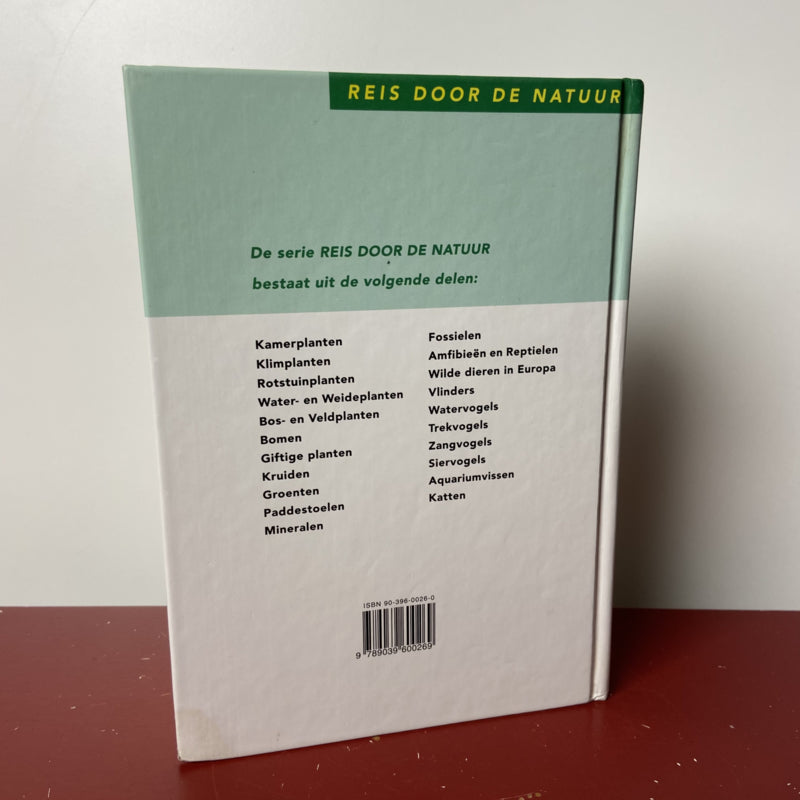 REIS DOOR DE NATUUR
De serie REIS DOOR DE NATUUR
bestaat uit de volgende delen:
Kamerplanten
Klimplanten
Rotstuinplanten
Water- en Weideplanten
Bos- en Veldplanten
Bomen
Giftige planten
Kruiden
Groenten
Paddestoelen
Mineralen
Fossielen
Amfibieën en Reptielen
Wilde dieren in Europa
Vlinders
Watervogels
Trekvogels
Zangvogels
Siervogels
Aquariumvissen
Katten
ISBN 90-396-0026-0
9 789039 600269